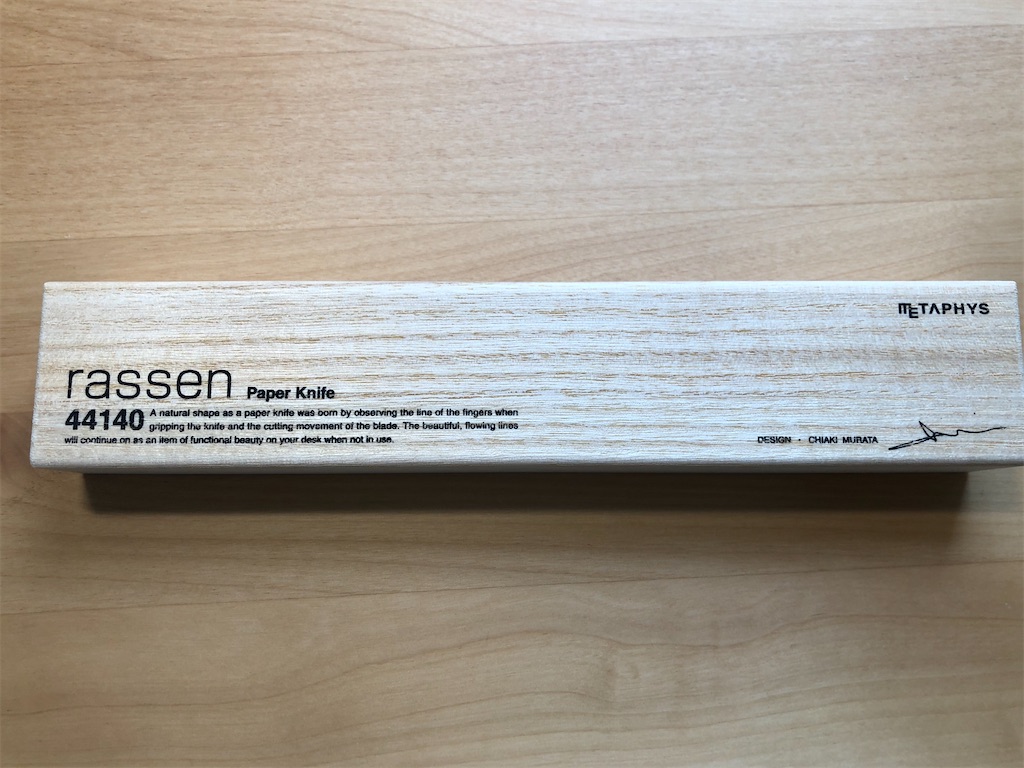 METAPHYS
rassen Paper Knife
44140 A natural shape as a paper knife was born by observing the line of the fingers when
gripping the knife and the cutting movement of the blade. The beautiful, flowing lines
will continue on as an item of functional beauty on your desk when not in use.
DESIGN · CHIAKI MURATA